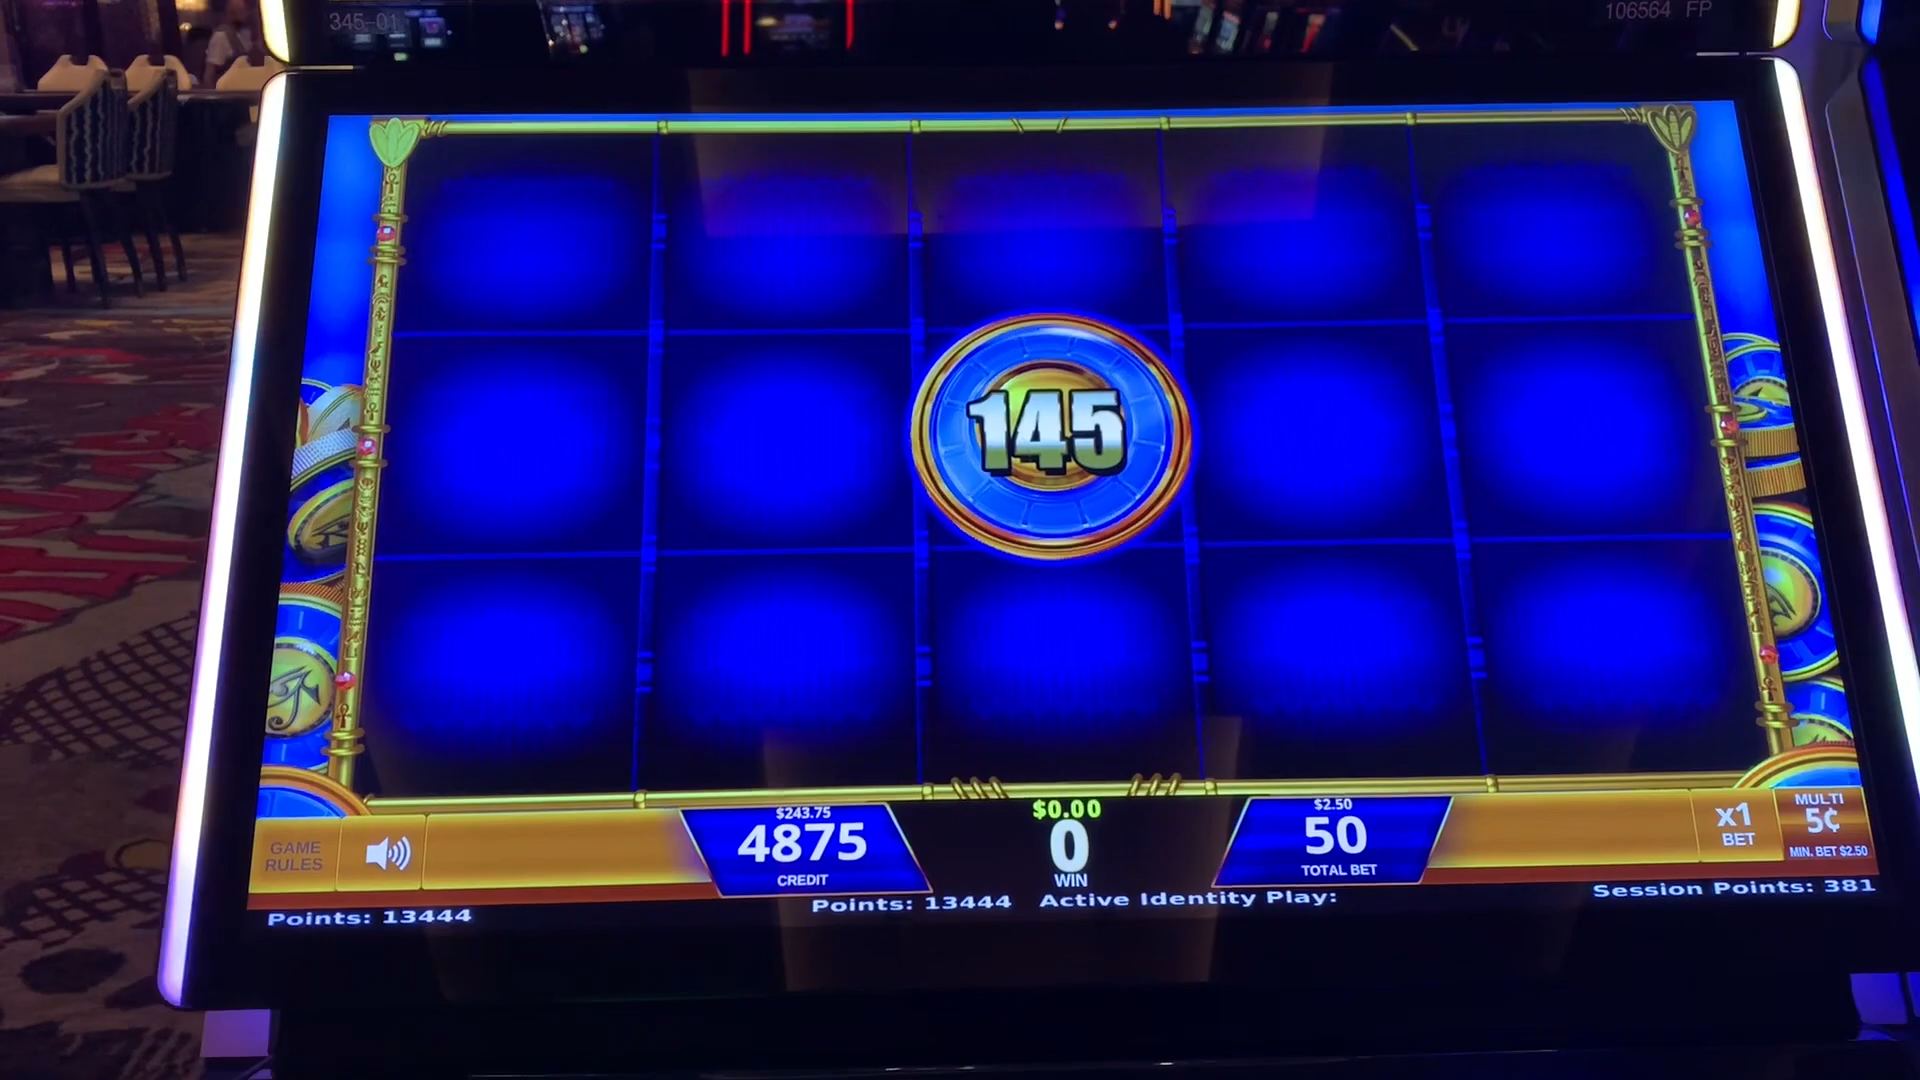 345-01
106564 FP
145
GAME
RULES
$243.75
4875
CREDIT
$0.00
0
WIN
$2.50
50
TOTAL BET
x1
BET
MULTI
5¢
MIN. BET $2.50
Points: 13444
Points: 13444
Active Identity Play:
Session Points: 381